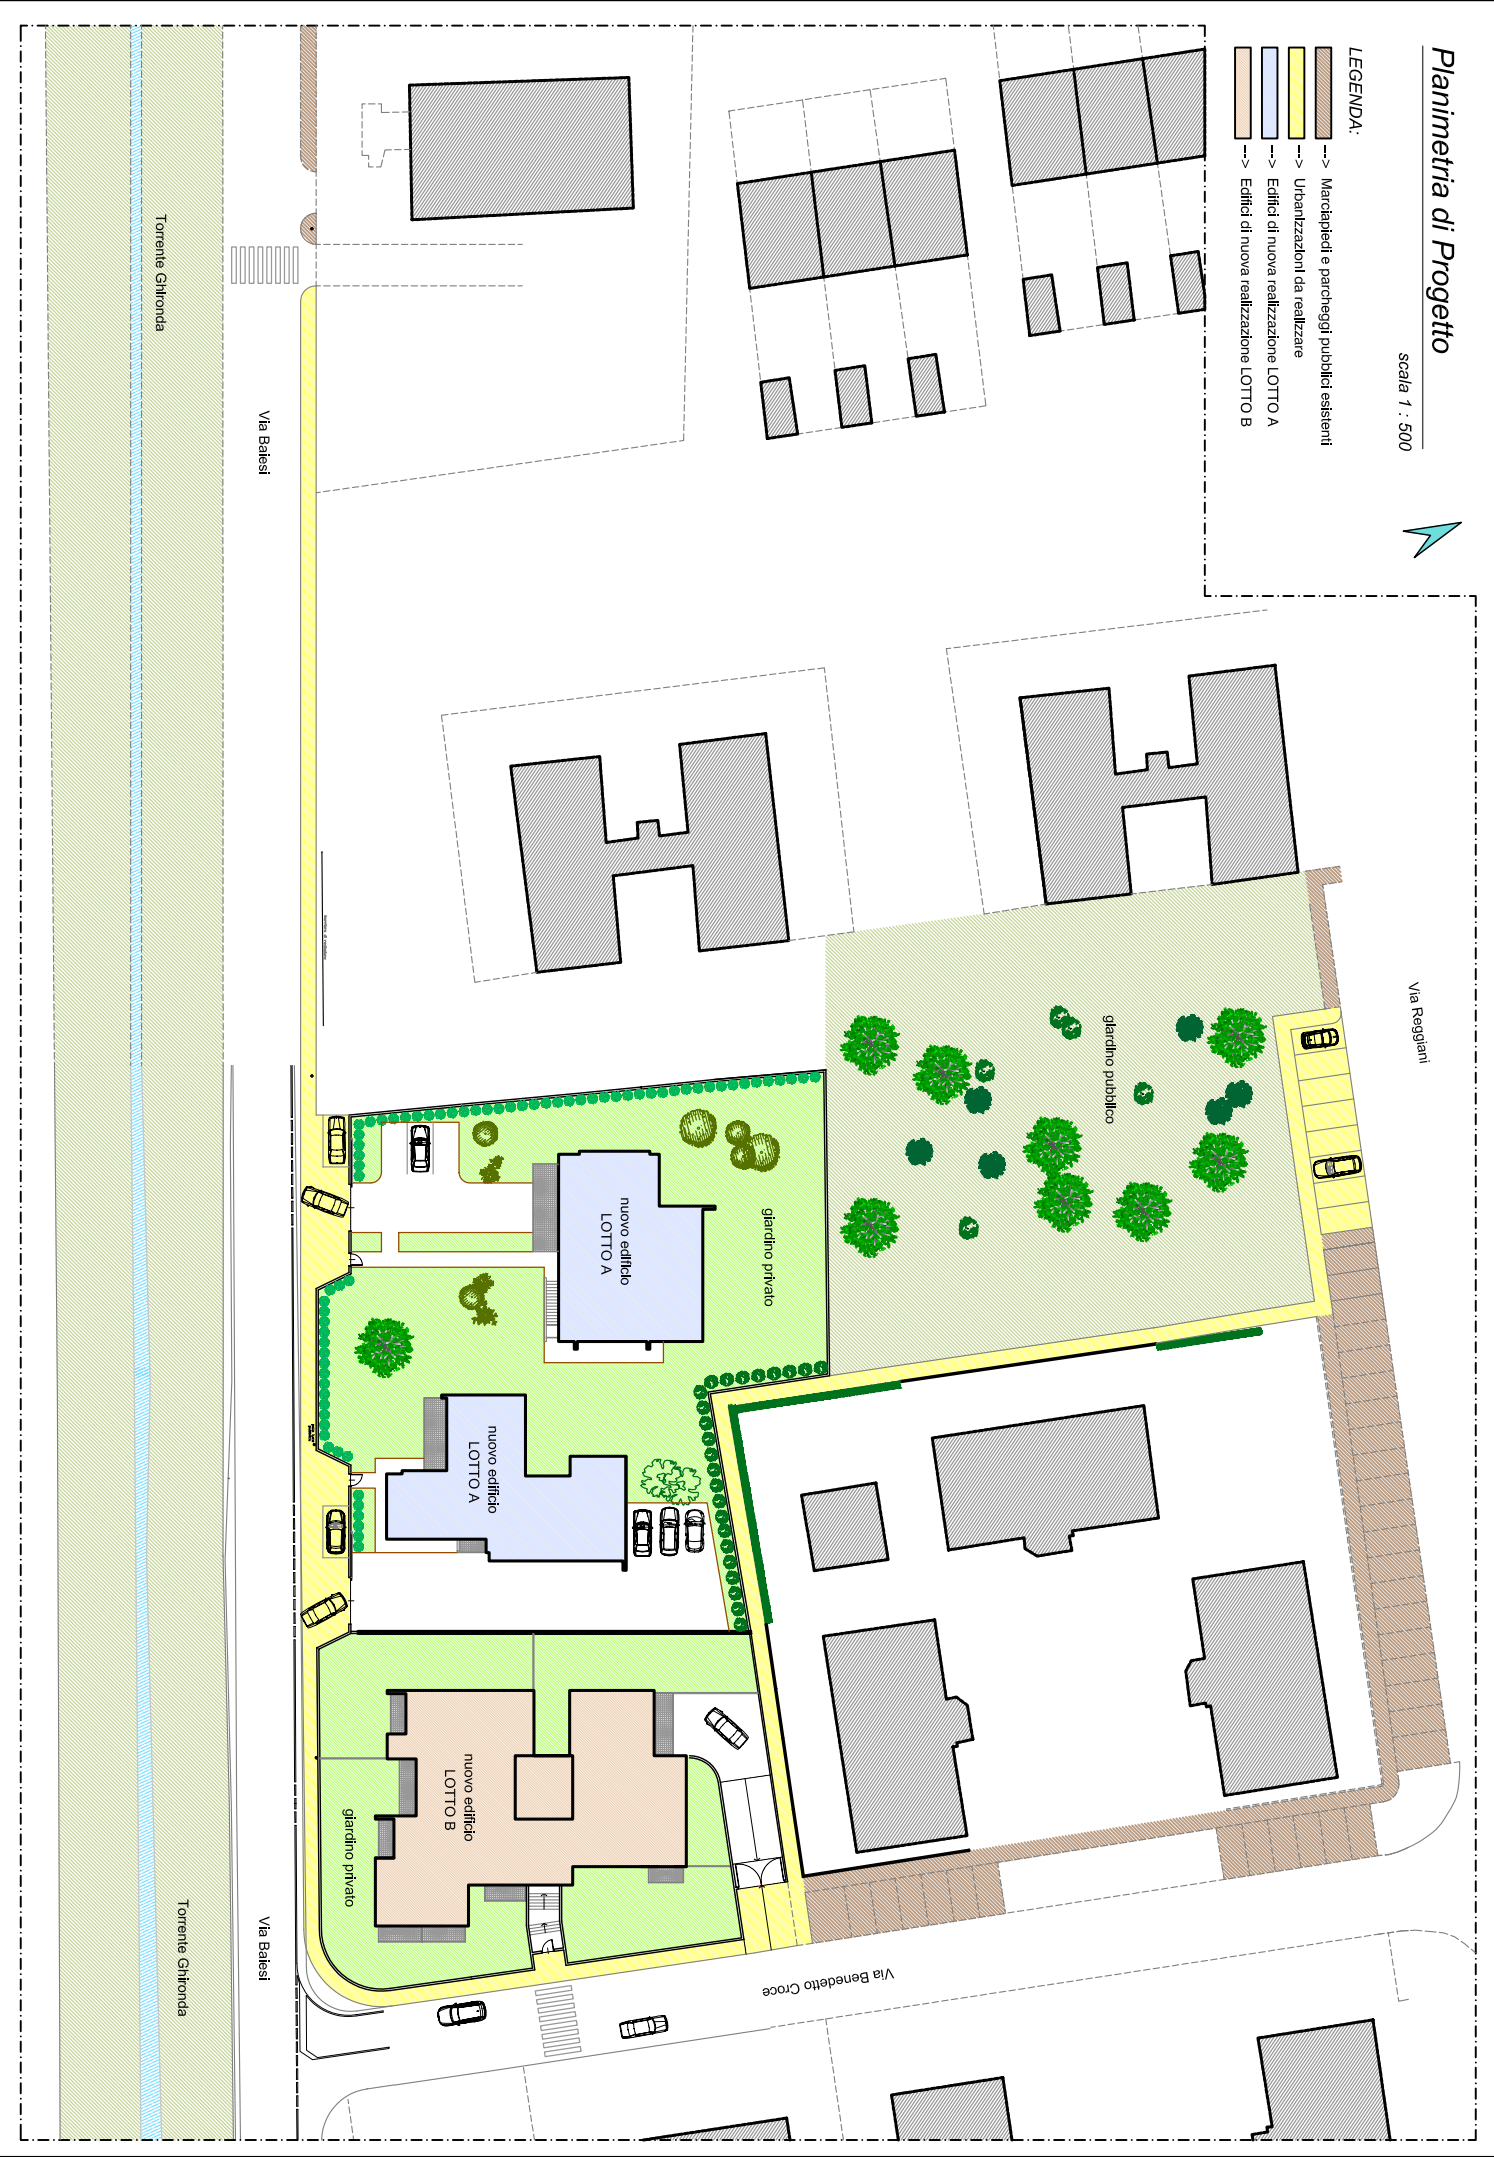 Planimetria di Progetto
scala 1 : 500
LEGENDA:
---> Marciapiedi e parcheggi pubblici esistenti
---> Urbanizzazioni da realizzare
---> Edifici di nuova realizzazione LOTTO A
---> Edifici di nuova realizzazione LOTTO B
Via Reggiani
giardino pubblico
giardino privato
nuovo edificio
LOTTO A
nuovo edificio
LOTTO A
nuovo edificio
LOTTO B
giardino privato
Via Benedetto Croce
Via Baiesi
Via Baiesi
Torrente Ghironda
Torrente Ghironda